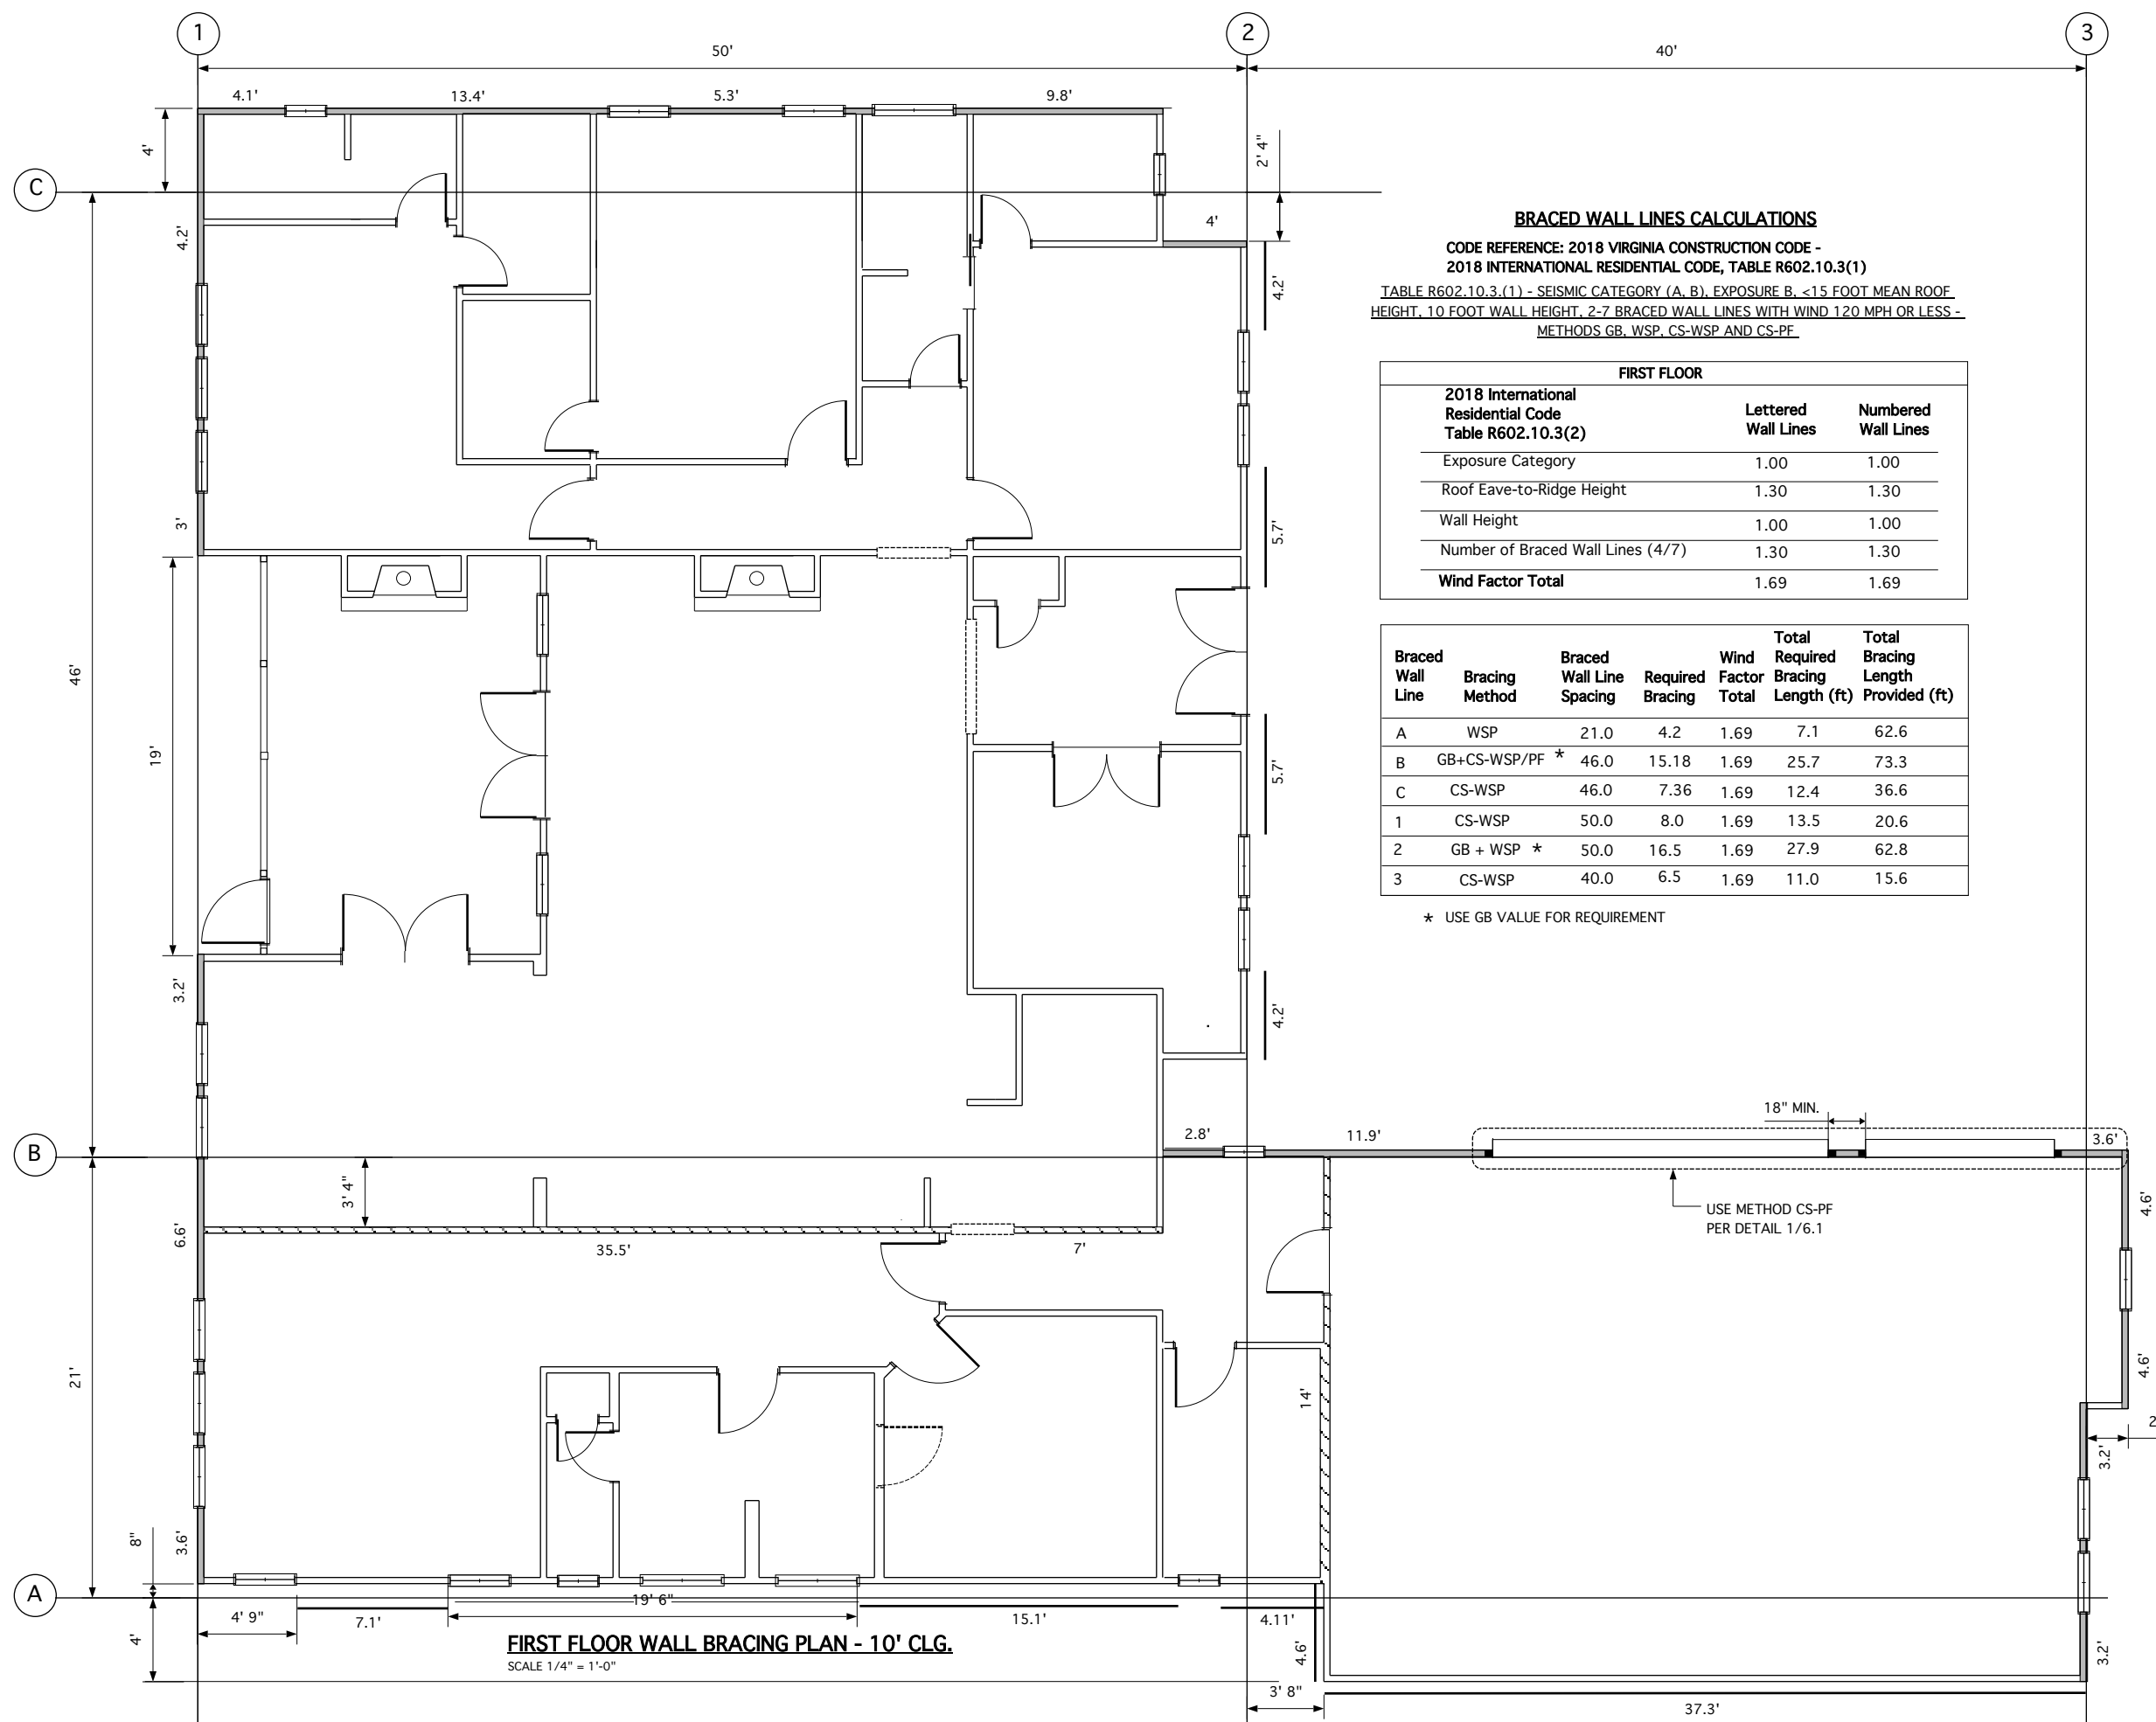 1
2
3
50'
40'
4.1'
13.4'
5.3'
9.8'
4'
2' 4"
C
4.2'
4'
4.2'
BRACED WALL LINES CALCULATIONS
CODE REFERENCE: 2018 VIRGINIA CONSTRUCTION CODE -
2018 INTERNATIONAL RESIDENTIAL CODE, TABLE R602.10.3(1)
TABLE R602.10.3.(1) - SEISMIC CATEGORY (A, B), EXPOSURE B, <15 FOOT MEAN ROOF
HEIGHT, 10 FOOT WALL HEIGHT, 2-7 BRACED WALL LINES WITH WIND 120 MPH OR LESS -
METHODS GB, WSP, CS-WSP AND CS-PF
FIRST FLOOR
2018 International
Residential Code
Table R602.10.3(2)
Lettered
Wall Lines
Numbered
Wall Lines
Exposure Category 1.00 1.00
Roof Eave-to-Ridge Height 1.30 1.30
Wall Height 1.00 1.00
Number of Braced Wall Lines (4/7) 1.30 1.30
Wind Factor Total 1.69 1.69
3'
5.7'
46'
19'
5.7'
Braced
Wall
Line
Bracing
Method
Braced
Wall Line
Spacing
Required
Bracing
Wind
Factor
Total
Total
Required
Bracing
Length (ft)
Total
Bracing
Length
Provided (ft)
A WSP 21.0 4.2 1.69 7.1 62.6
B GB+CS-WSP/PF * 46.0 15.18 1.69 25.7 73.3
C CS-WSP 46.0 7.36 1.69 12.4 36.6
1 CS-WSP 50.0 8.0 1.69 13.5 20.6
2 GB + WSP * 50.0 16.5 1.69 27.9 62.8
3 CS-WSP 40.0 6.5 1.69 11.0 15.6
* USE GB VALUE FOR REQUIREMENT
3.2'
4.2'
18" MIN.
B
2.8'
11.9'
3.6'
3' 4"
4.6'
USE METHOD CS-PF
PER DETAIL 1/6.1
6.6'
35.5'
7'
21'
14'
4.6'
2
3.2'
8"
3.6'
A
4'
4' 9"
7.1'
19' 6"
15.1'
4.11'
4.6'
3.2'
FIRST FLOOR WALL BRACING PLAN - 10' CLG.
SCALE 1/4" = 1'-0"
3' 8"
37.3'